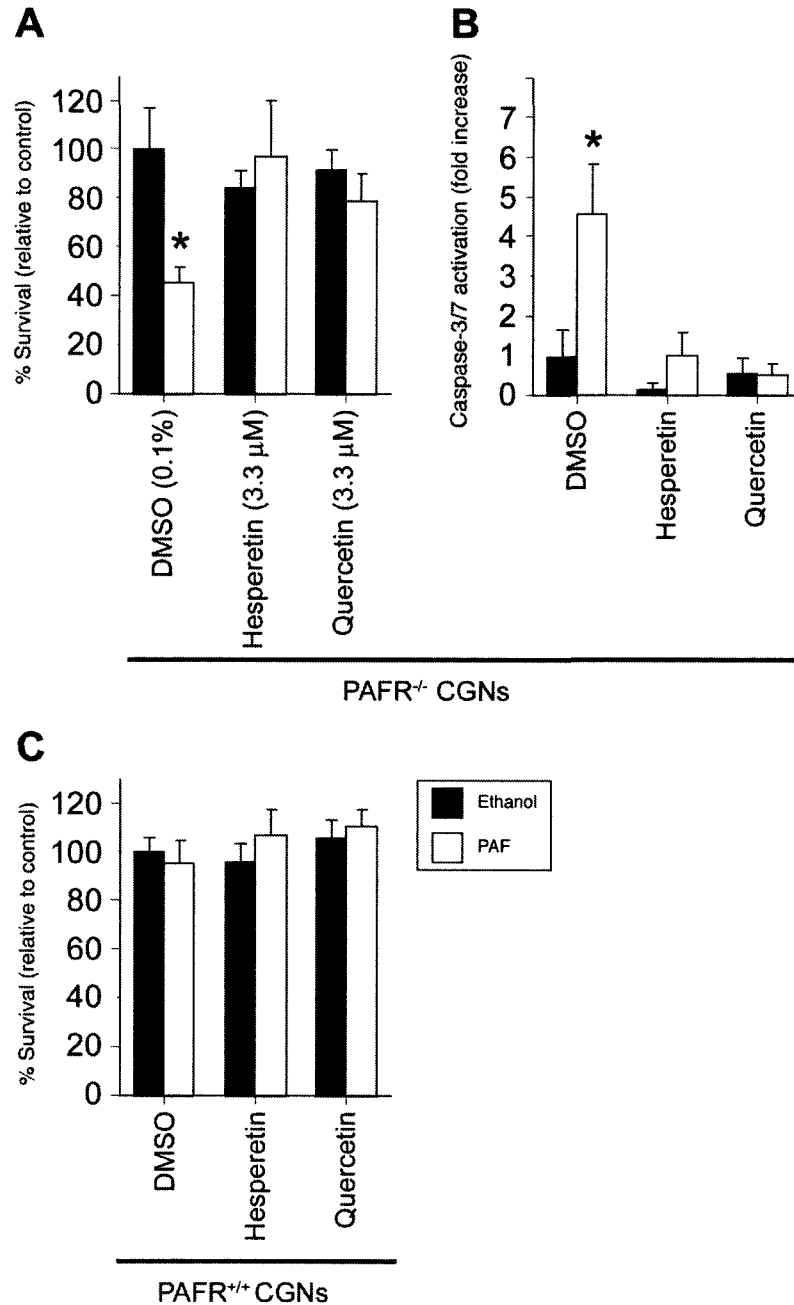 A
% Survival (relative to control)
120
100
80
60
40
20
0
*
DMSO (0.1%)
Hesperetin (3.3 µM)
Quercetin (3.3 µM)
B
Caspase-3/7 activation (fold increase)
7
6
5
4
3
2
1
0
*
DMSO
Hesperetin
Quercetin
PAFR-/- CGNs
C
% Survival (relative to control)
120
100
80
60
40
20
0
DMSO
Hesperetin
Quercetin
PAFR+/+ CGNs
Ethanol
PAF